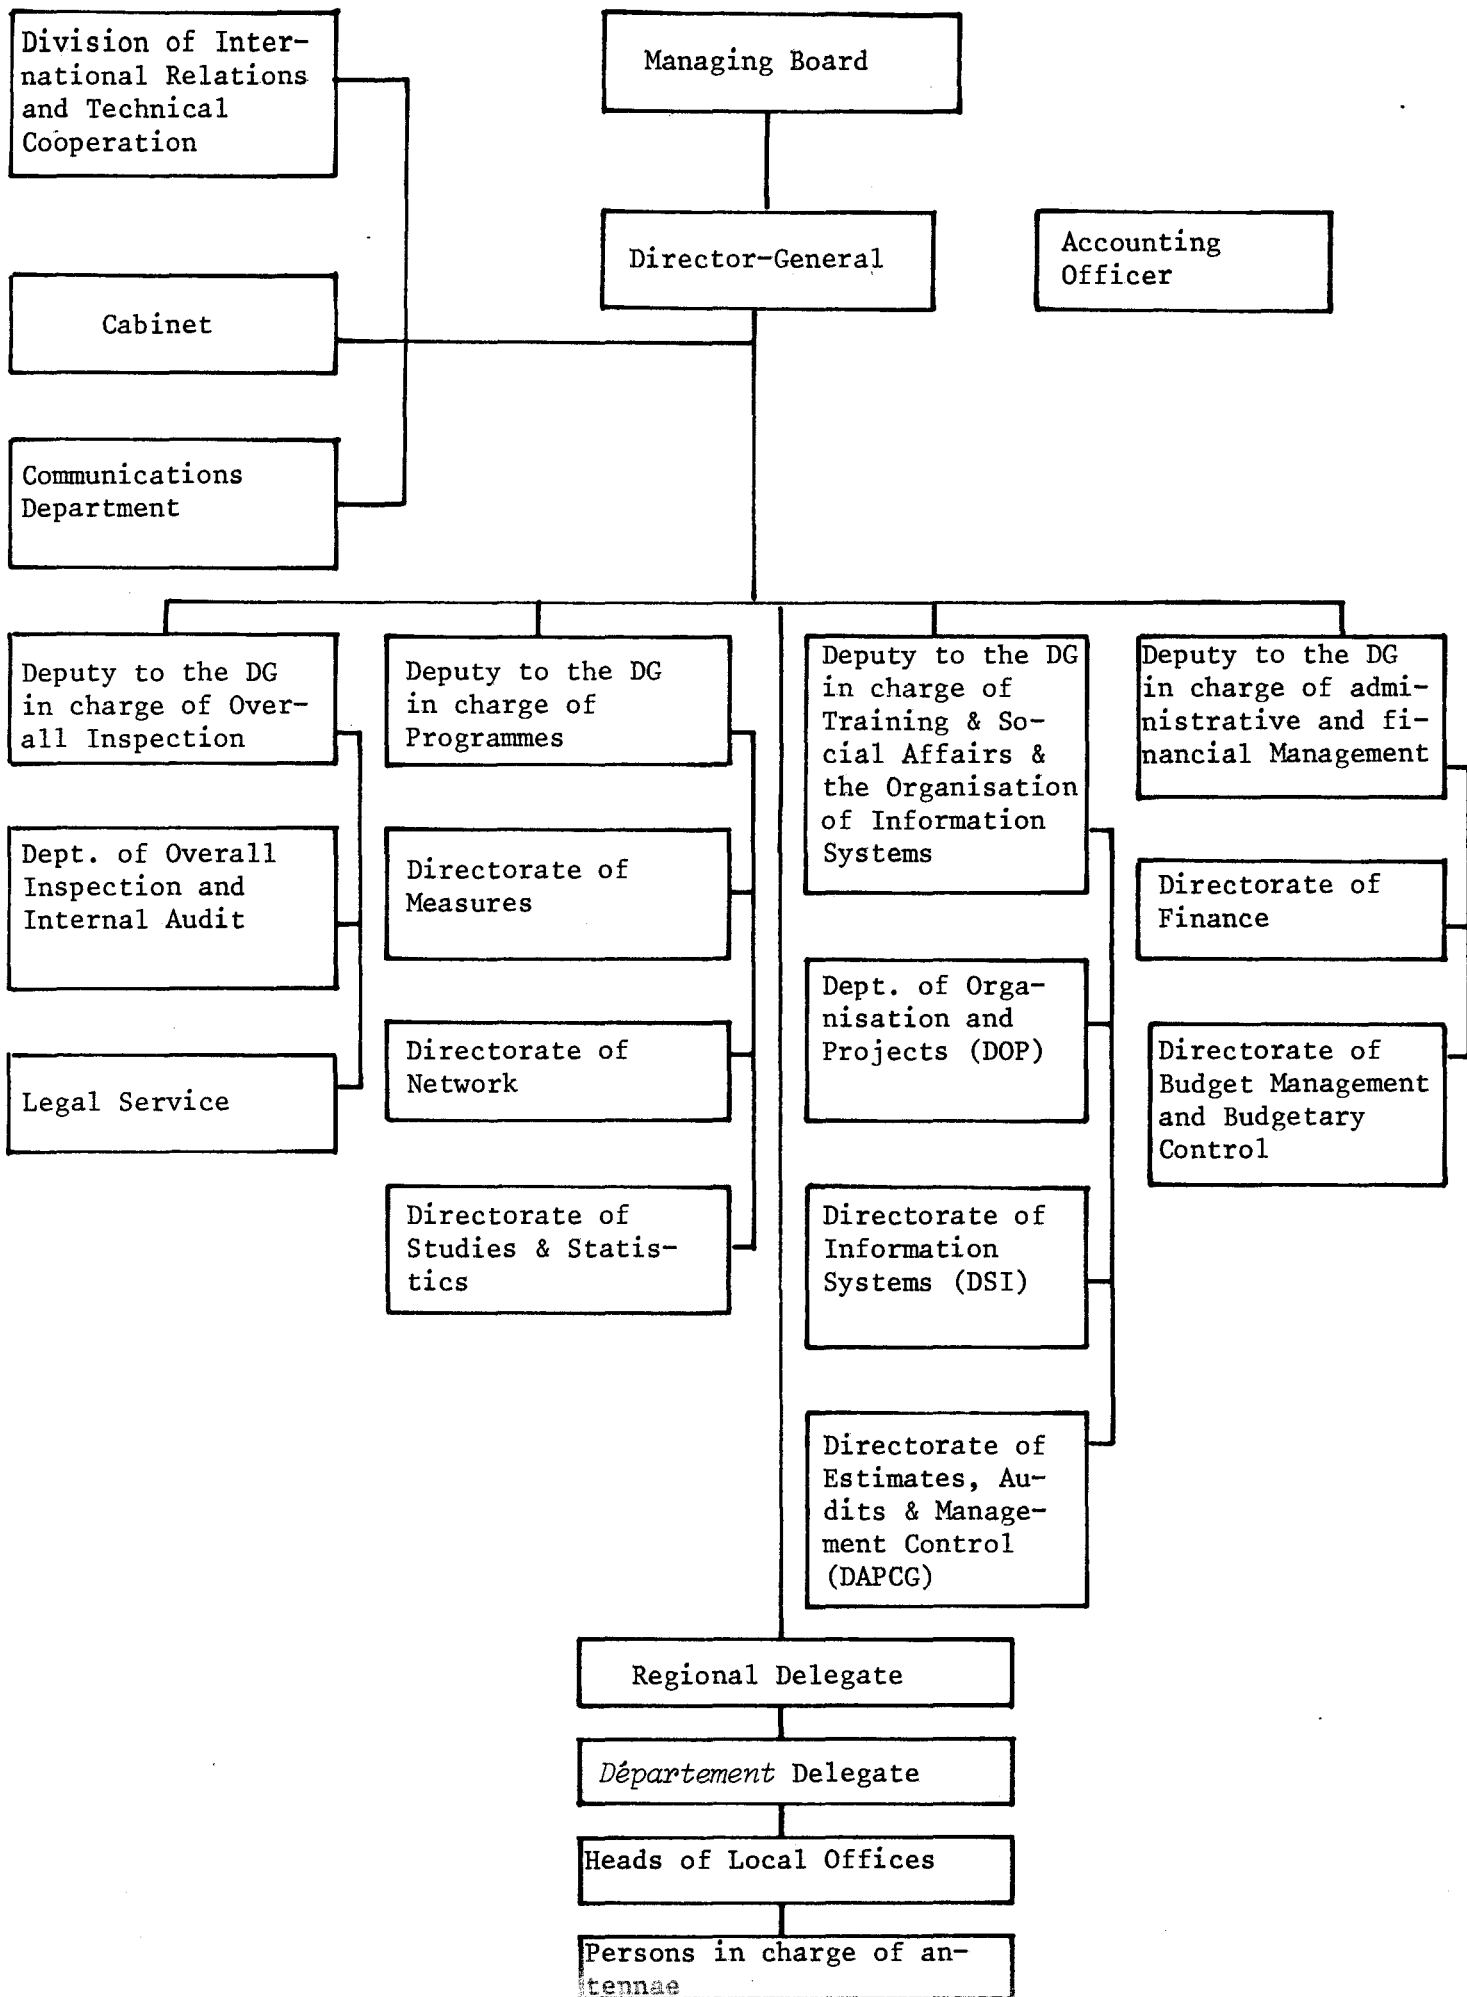 Division of Inter-
national Relations
and Technical
Cooperation
Managing Board
Director-General
Accounting
Officer
Cabinet
Communications
Department
Deputy to the DG
in charge of Over-
all Inspection
Dept. of Overall
Inspection and
Internal Audit
Legal Service
Deputy to the DG
in charge of
Programmes
Directorate of
Measures
Directorate of
Network
Directorate of
Studies & Statis-
tics
Deputy to the DG
in charge of
Training & So-
cial Affairs &
the Organisation
of Information
Systems
Dept. of Orga-
nisation and
Projects (DOP)
Directorate of
Information
Systems (DSI)
Directorate of
Estimates, Au-
dits & Manage-
ment Control
(DAPCG)
Deputy to the DG
in charge of admi-
nistrative and fi-
nancial Management
Directorate of
Finance
Directorate of
Budget Management
and Budgetary
Control
Regional Delegate
Département Delegate
Heads of Local Offices
Persons in charge of an-
tennae